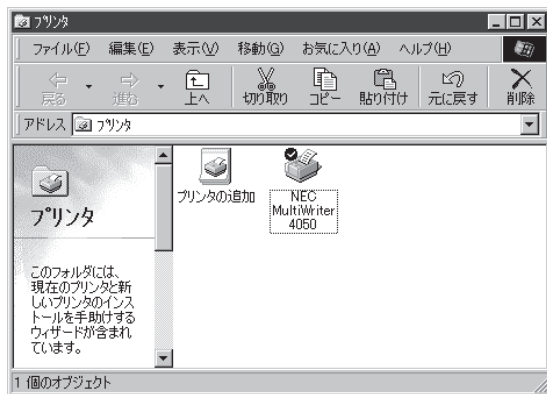 プリンタ
ファイル(F) 編集(E) 表示(V) 移動(G) お気に入り(A) ヘルプ(H)
戻る 進む 上へ 切り取り コピー 貼り付け 元に戻す 削除
アドレス プリンタ
プリンタ
このフォルダには、
現在のプリンタと新
しいプリンタのインス
トールを手助けする
ウィザードが含まれ
ています。
プリンタの追加
NEC
MultiWriter
4050
1 個のオブジェクト